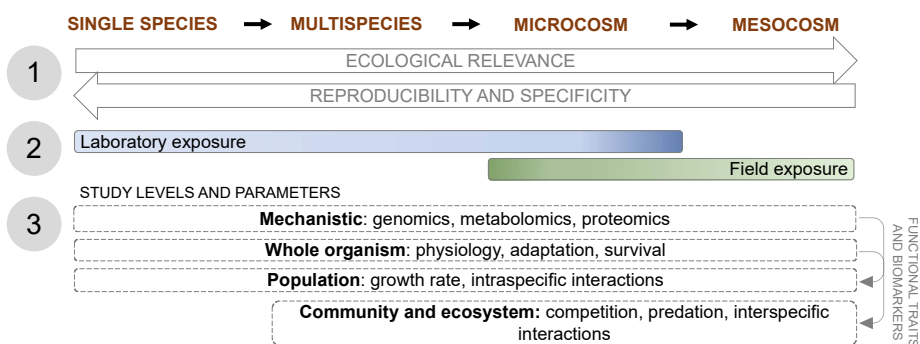 SINGLE SPECIES → MULTISPECIES → MICROCOSM → MESOCOSM
1
ECOLOGICAL RELEVANCE
REPRODUCIBILITY AND SPECIFICITY
2
Laboratory exposure
Field exposure
STUDY LEVELS AND PARAMETERS
3
Mechanistic: genomics, metabolomics, proteomics
Whole organism: physiology, adaptation, survival
Population: growth rate, intraspecific interactions
Community and ecosystem: competition, predation, interspecific
interactions
FUNCTIONAL TRAITS
AND BIOMARKERS